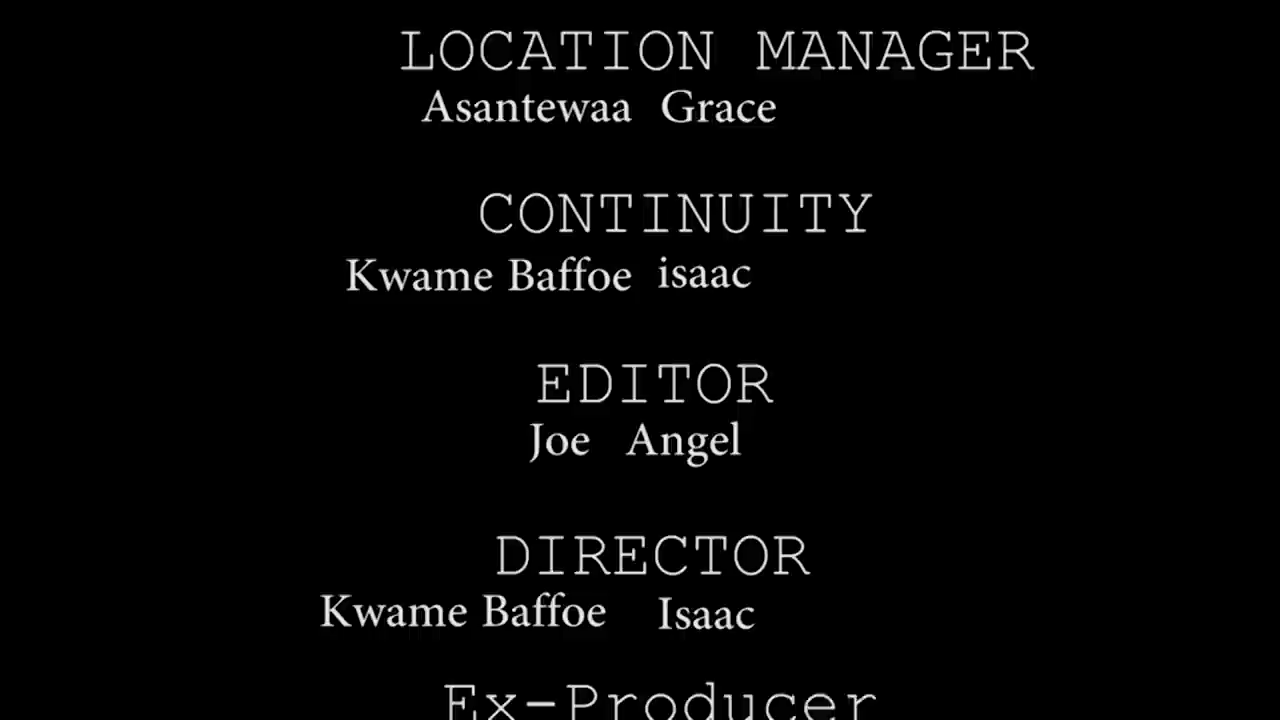 LOCATION MANAGER
Asantewaa Grace
CONTINUITY
Kwame Baffoe isaac
EDITOR
Joe Angel
DIRECTOR
Kwame Baffoe Isaac
Ex-Producer